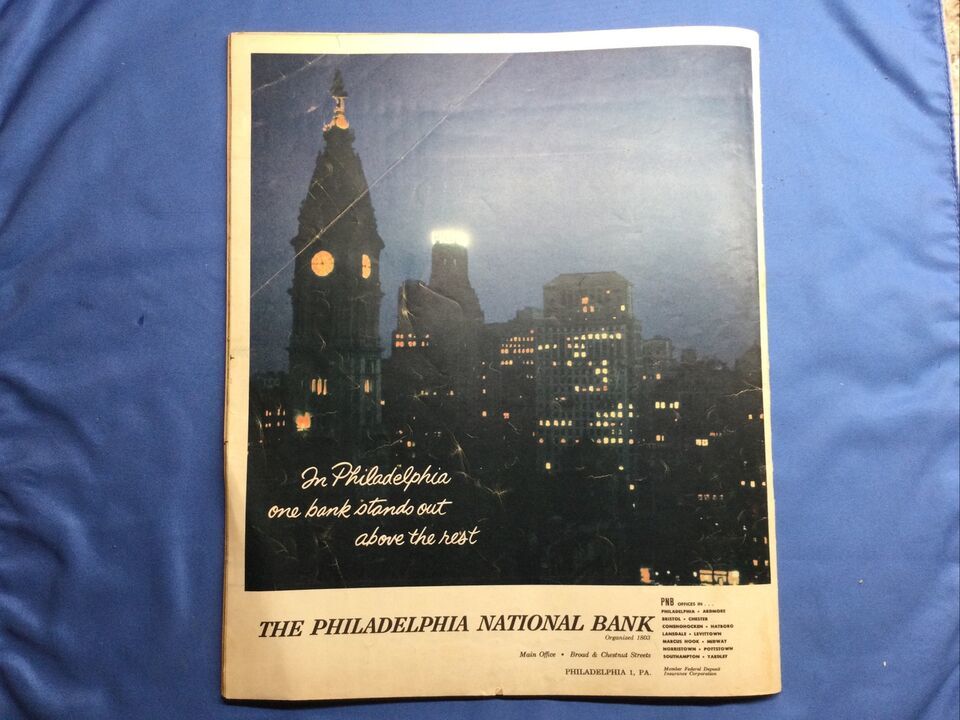 In Philadelphia
one bank stands out
above the rest
THE PHILADELPHIA NATIONAL BANK
Organized 1803
Main Office • Broad & Chestnut Streets
PHILADELPHIA 1, PA.
PNB OFFICES IN . . .
PHILADELPHIA • ARDMORE
BRISTOL • CHESTER
CONSHOHOCKEN • HATBORO
LANSDALE • LEVITTOWN
MARCUS HOOK • MIDWAY
NORRISTOWN • POTTSTOWN
SOUTHAMPTON • YARDLEY
Member Federal Deposit
Insurance Corporation